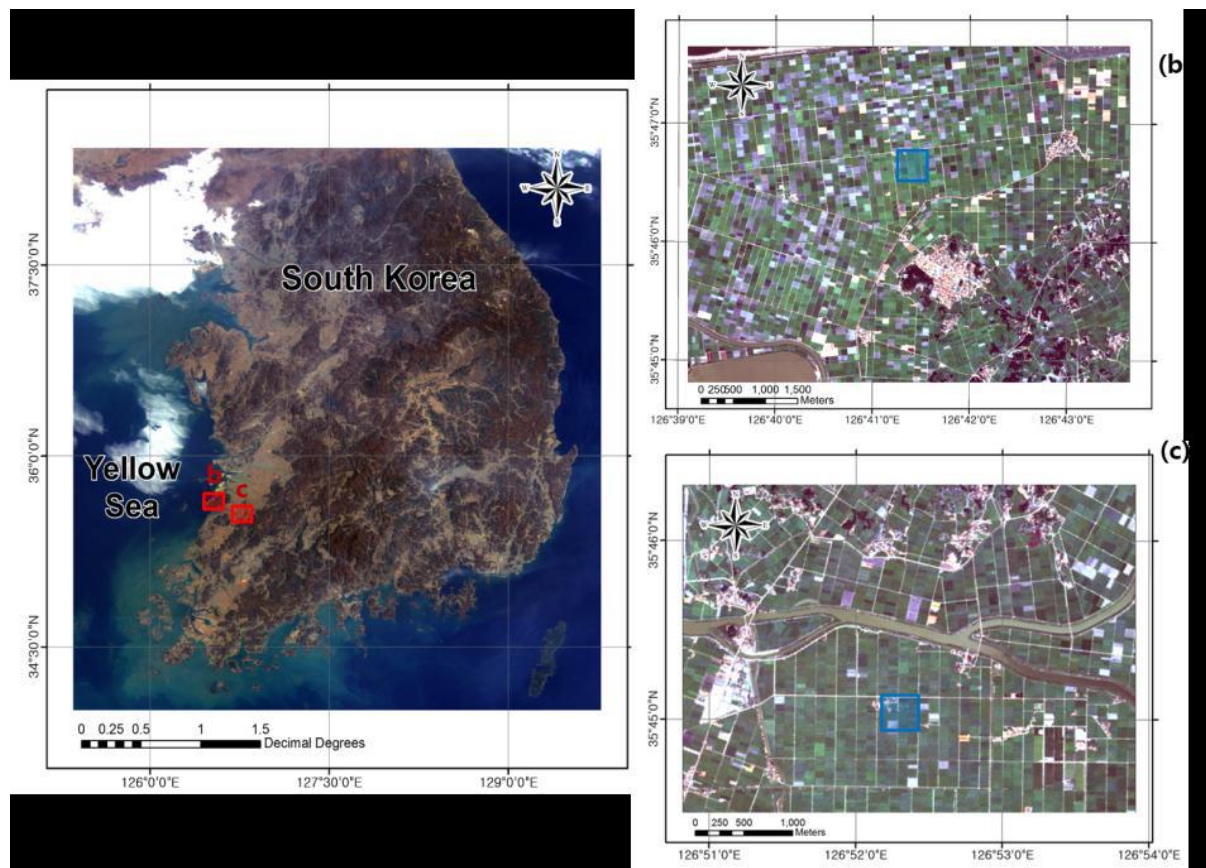 South Korea
Yellow
Sea
b
c
37°30'0"N
36°0'0"N
34°30'0"N
0 0.25 0.5 1 1.5
Decimal Degrees
126°0'0"E 127°30'0"E 129°0'0"E
(b)
35°47'0"N
35°46'0"N
35°45'0"N
0 250500 1,000 1,500
Meters
126°39'0"E 126°40'0"E 126°41'0"E 126°42'0"E 126°43'0"E
(c)
35°46'0"N
35°45'0"N
0 250 500 1,000
Meters
126°51'0"E 126°52'0"E 126°53'0"E 126°54'0"E